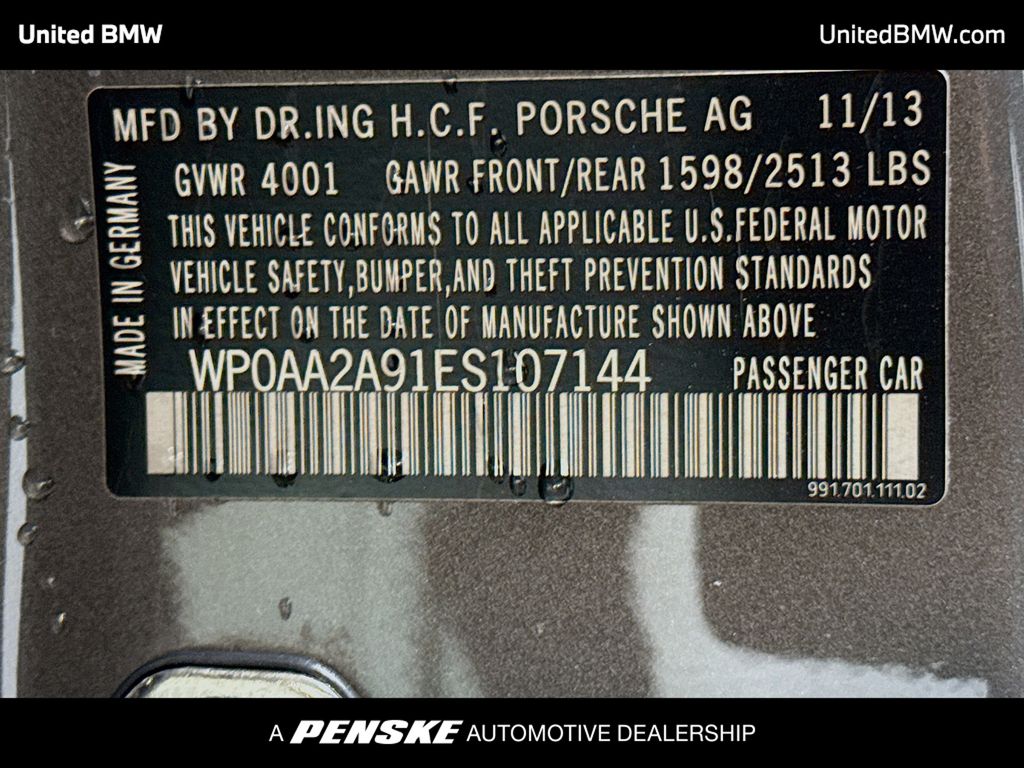 United BMW
UnitedBMW.com
MFD BY DR.ING H.C.F. PORSCHE AG 11/13
GVWR 4001 GAWR FRONT/REAR 1598/2513 LBS
THIS VEHICLE CONFORMS TO ALL APPLICABLE U.S.FEDERAL MOTOR
VEHICLE SAFETY,BUMPER,AND THEFT PREVENTION STANDARDS
IN EFFECT ON THE DATE OF MANUFACTURE SHOWN ABOVE
WP0AA2A91ES107144 PASSENGER CAR
991.701.111.02
MADE IN GERMANY
A PENSKE AUTOMOTIVE DEALERSHIP